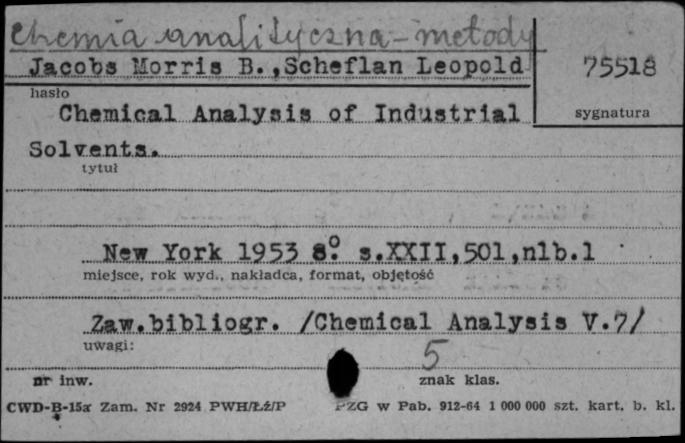 Chemia analityczna - metody
Jacobs Morris B.,Scheflan Leopold
75518
hasło
sygnatura
Chemical Analysis of Industrial
Solvents.
tytuł
New York 1953 8° s.XXII,501,nlb.1
miejsce, rok wyd., nakładca, format, objętość
Zaw.bibliogr. /Chemical Analysis V.7/
uwagi:
5
nr inw.
znak klas.
CWD-B-15a Zam. Nr 2924 PWH/Łź/P
PZG w Pab. 912-64 1 000 000 szt. kart. b. kl.